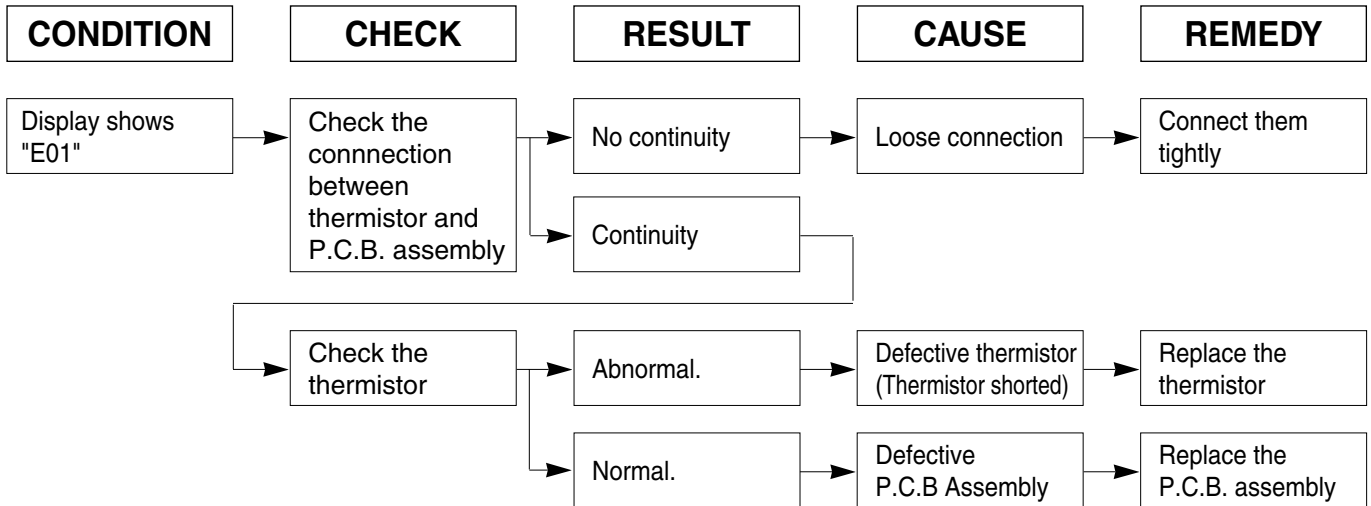 CONDITION
CHECK
RESULT
CAUSE
REMEDY
Display shows
"E01"
Check the
connnection
between
thermistor and
P.C.B. assembly
No continuity
Loose connection
Connect them
tightly
Continuity
Check the
thermistor
Abnormal.
Defective thermistor
(Thermistor shorted)
Replace the
thermistor
Normal.
Defective
P.C.B Assembly
Replace the
P.C.B. assembly